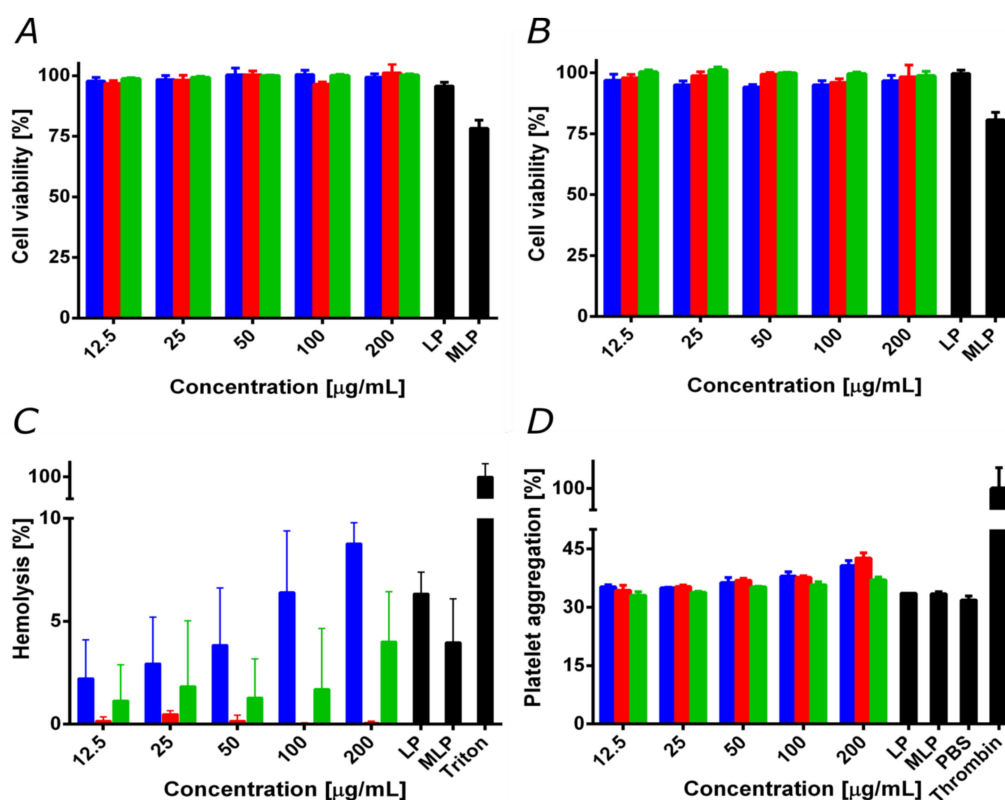 A
Cell viability [%]
100
75
50
25
0
12.5 25 50 100 200 LP MLP
Concentration [μg/mL]
B
Cell viability [%]
100
75
50
25
0
12.5 25 50 100 200 LP MLP
Concentration [μg/mL]
C
Hemolysis [%]
100
10
5
0
12.5 25 50 100 200 LP MLP Triton
Concentration [μg/mL]
D
Platelet aggregation [%]
100
45
30
15
0
12.5 25 50 100 200 LP MLP PBS Thrombin
Concentration [μg/mL]